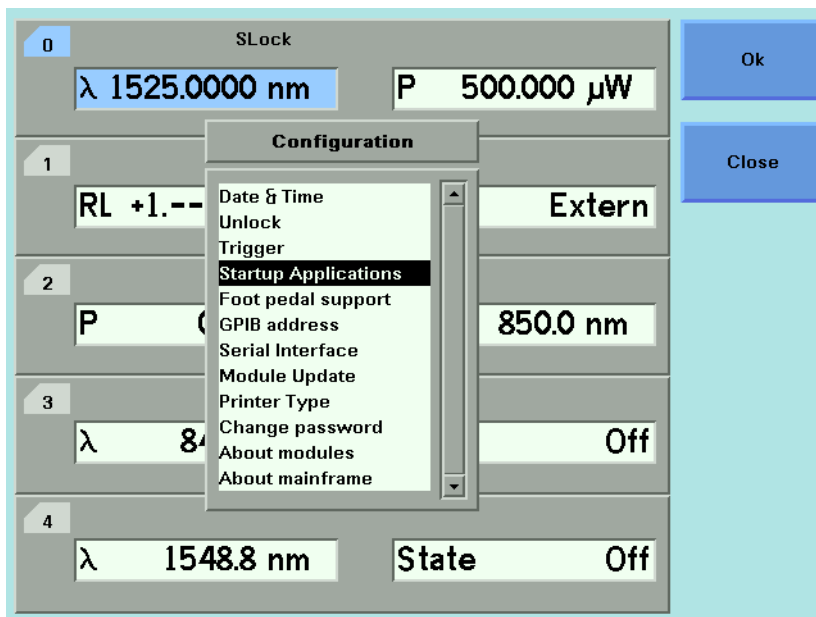 0
SLock
λ 1525.0000 nm
P 500.000 µW
Ok
Close
Configuration
1
RL +1.--
Extern
Date & Time
Unlock
Trigger
Startup Applications
Foot pedal support
GPIB address
Serial Interface
Module Update
Printer Type
Change password
About modules
About mainframe
2
P
850.0 nm
3
λ 84
Off
4
λ 1548.8 nm
State Off